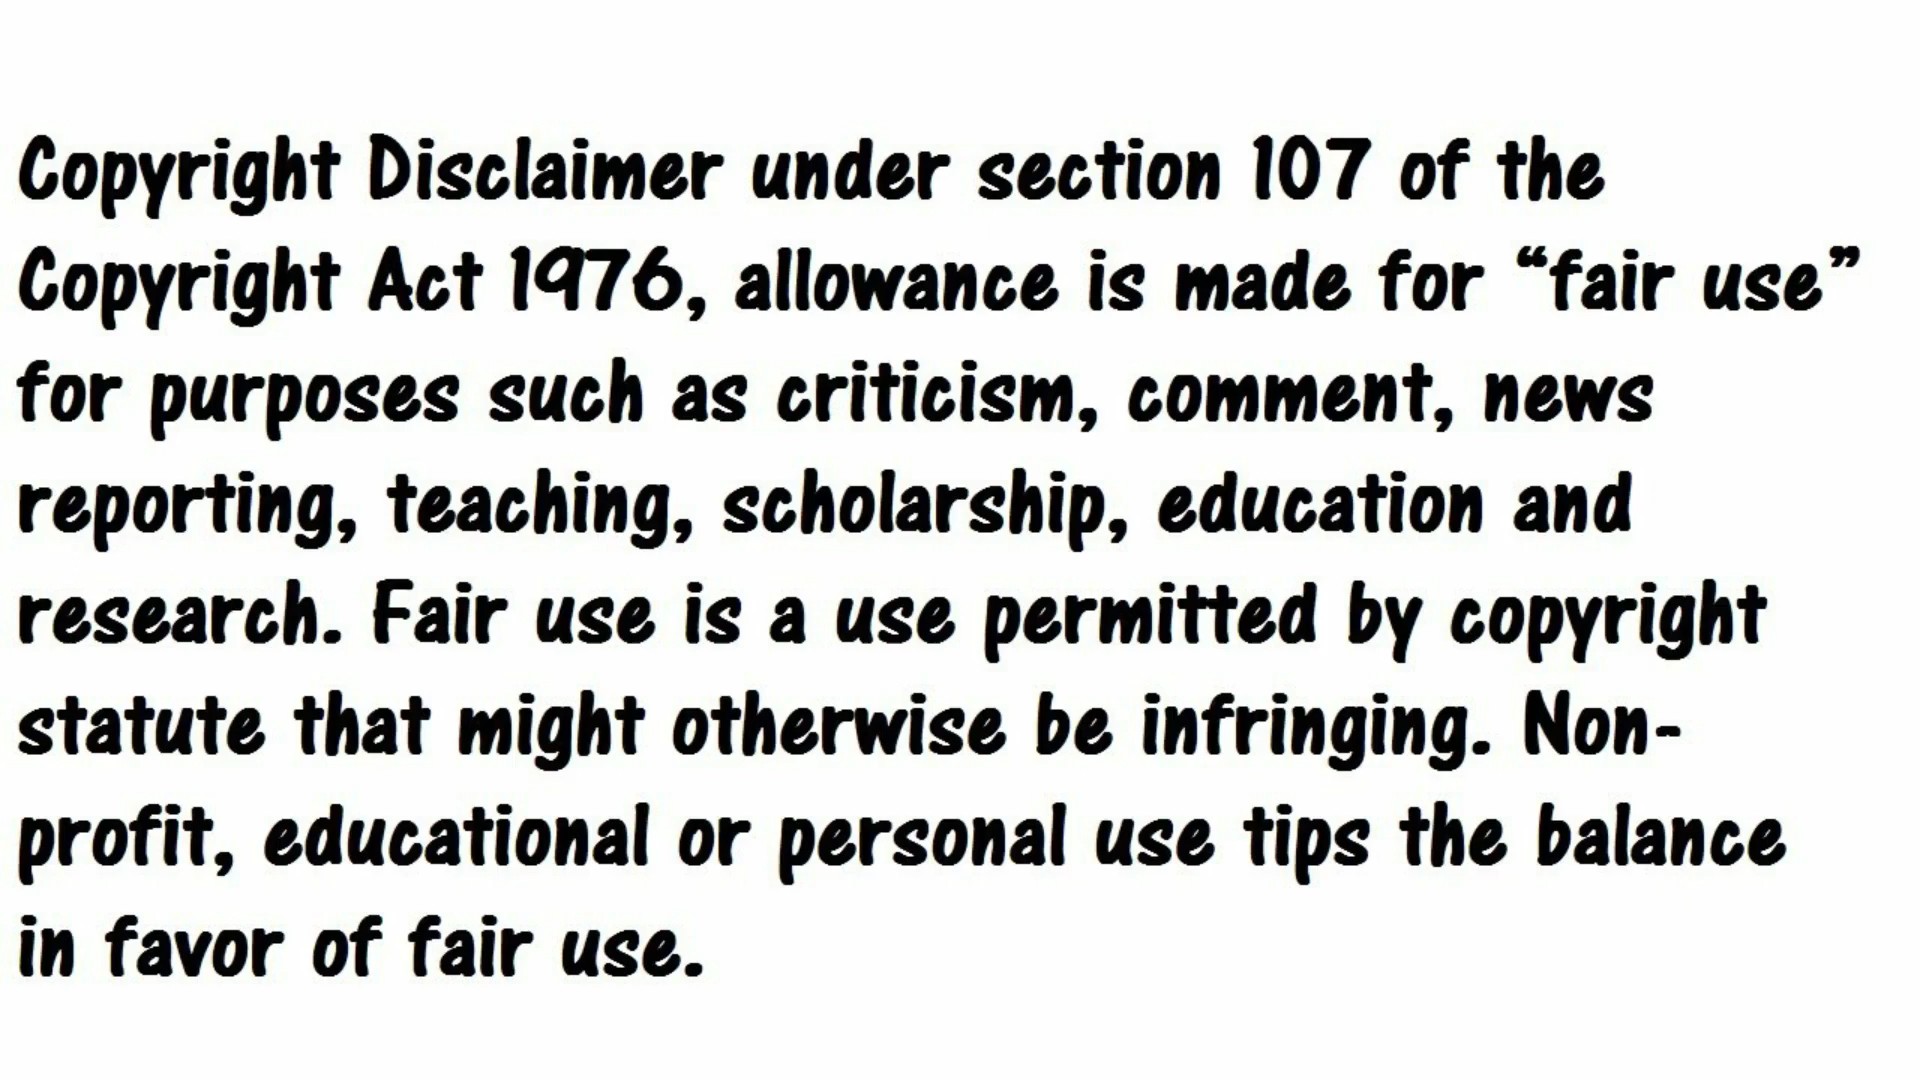 Copyright Disclaimer under section 107 of the
Copyright Act 1976, allowance is made for “fair use”
for purposes such as criticism, comment, news
reporting, teaching, scholarship, education and
research. Fair use is a use permitted by copyright
statute that might otherwise be infringing. Non-
profit, educational or personal use tips the balance
in favor of fair use.